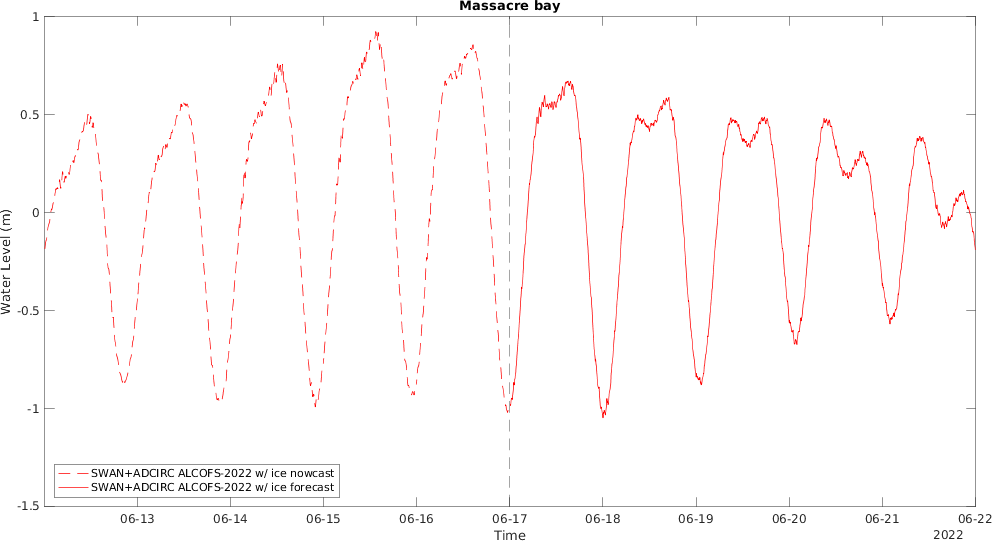 Massacre bay
Water Level (m)
1
0.5
0
-0.5
-1
-1.5
SWAN+ADCIRC ALCOFS-2022 w/ ice nowcast
SWAN+ADCIRC ALCOFS-2022 w/ ice forecast
06-13 06-14 06-15 06-16 06-17 06-18 06-19 06-20 06-21 06-22
Time
2022